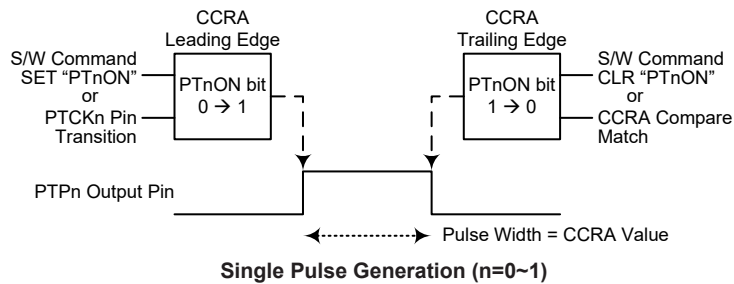 CCRA
Leading Edge
CCRA
Trailing Edge
S/W Command
SET “PTnON”
or
PTCKn Pin
Transition
PTnON bit
0 → 1
PTnON bit
1 → 0
S/W Command
CLR “PTnON”
or
CCRA Compare
Match
PTPn Output Pin
Pulse Width = CCRA Value
Single Pulse Generation (n=0~1)